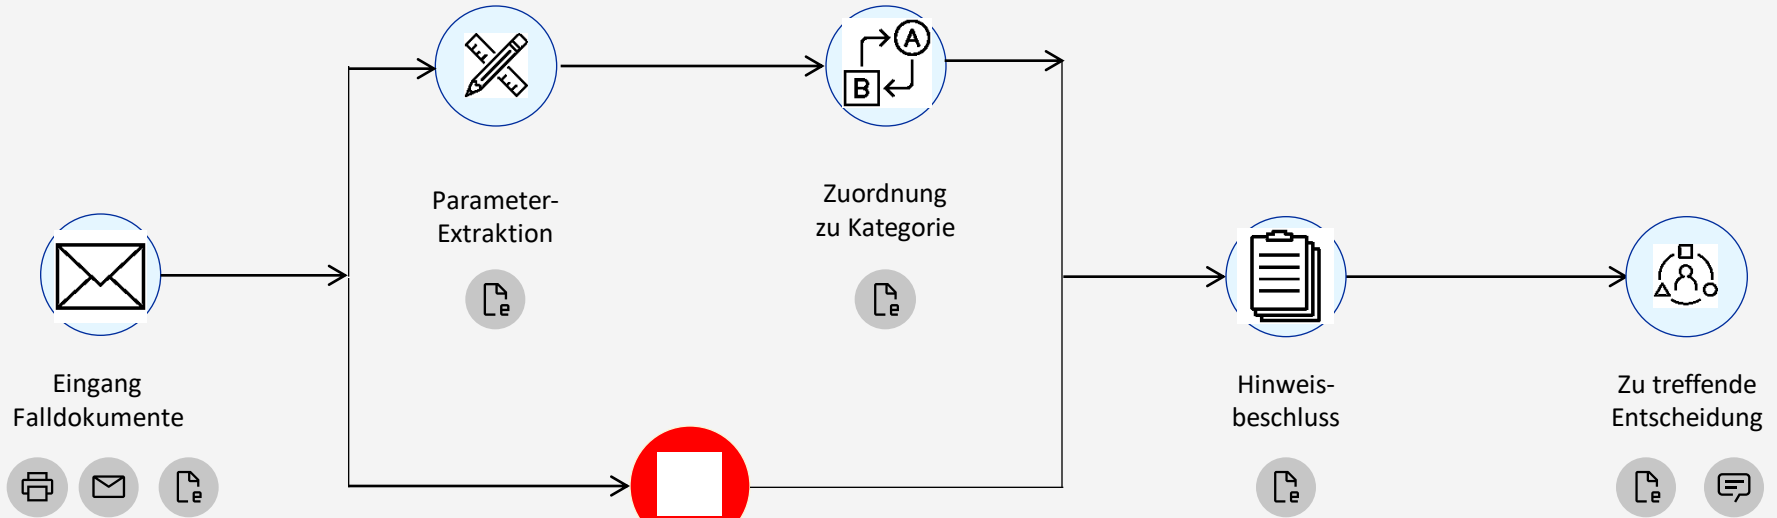 A
B
Parameter-
Extraktion
e
Zuordnung
zu Kategorie
e
Eingang
Falldokumente
e
Hinweis-
beschluss
e
Zu treffende
Entscheidung
e